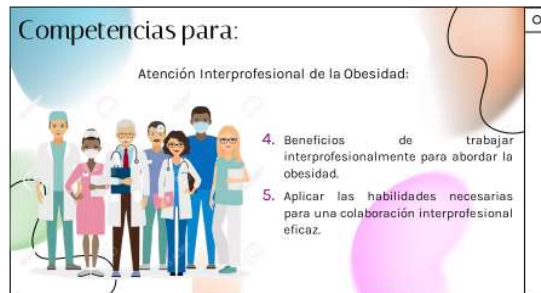 Competencias para:
Atención Interprofesional de la Obesidad:
4. Beneficios de trabajar
interprofesionalmente para abordar la
obesidad.
5. Aplicar las habilidades necesarias
para una colaboración interprofesional
eficaz.